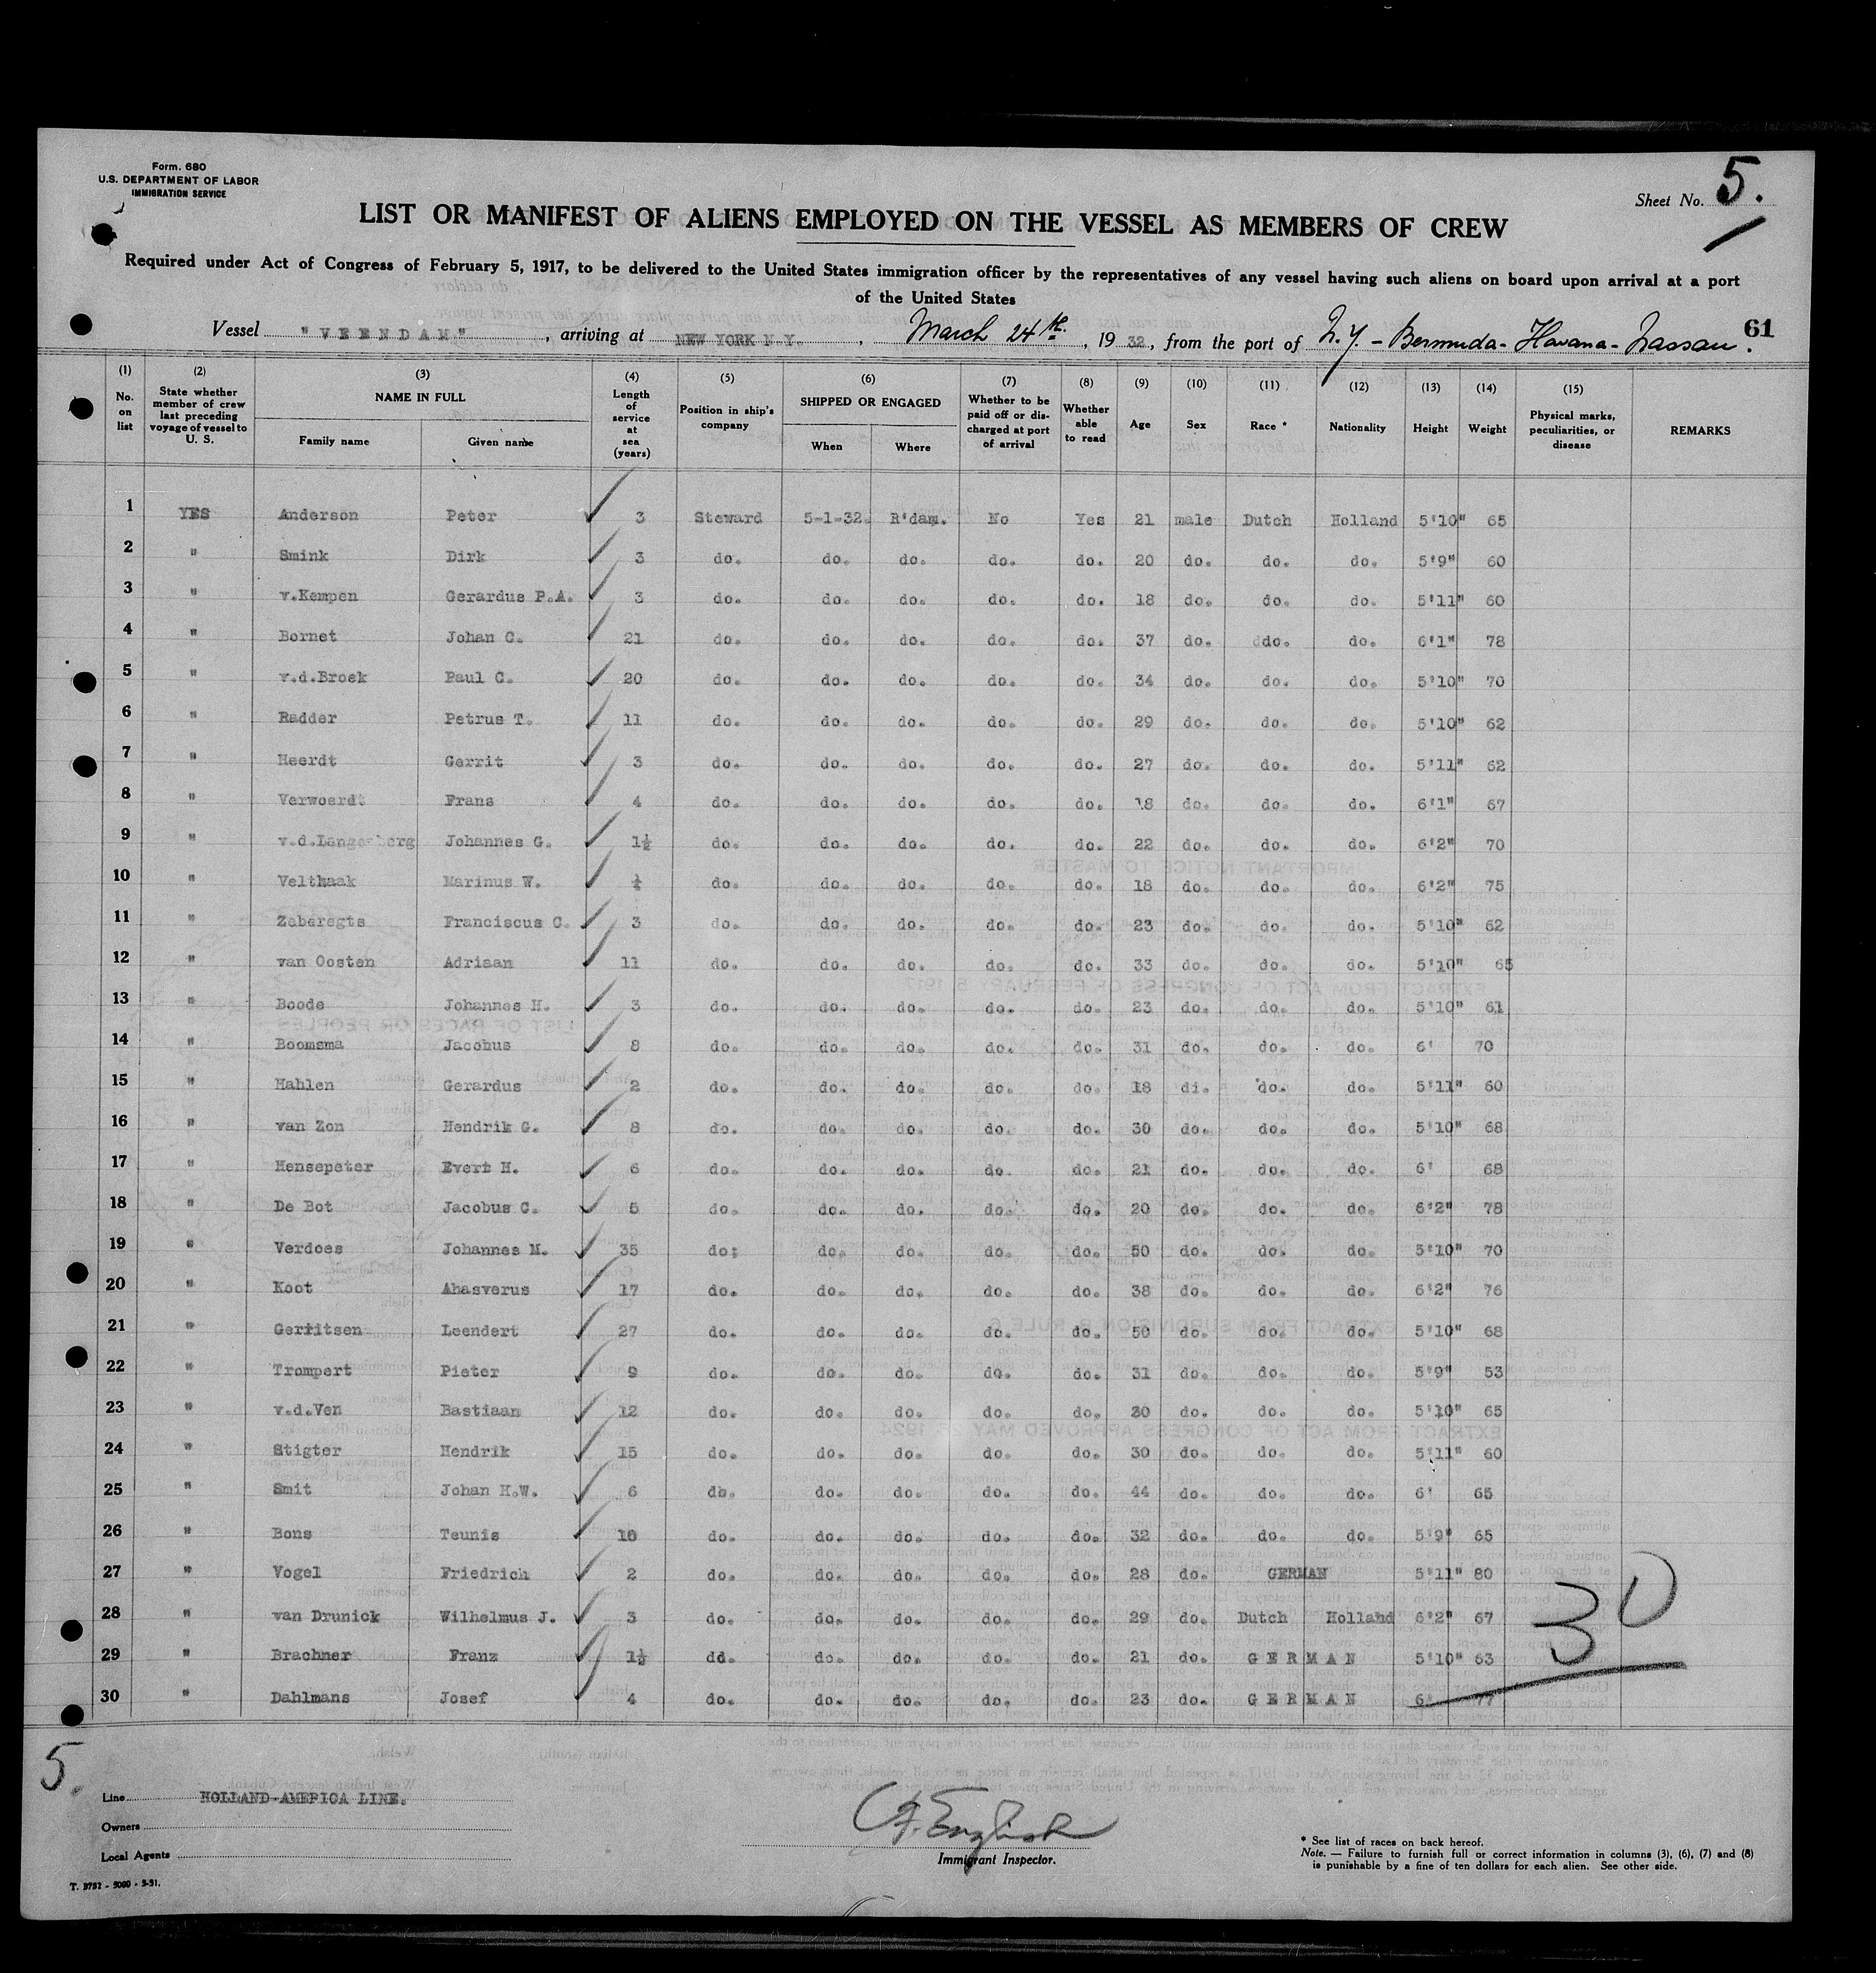 Form. 680
U.S. DEPARTMENT OF LABOR
IMMIGRATION SERVICE
Sheet No. 5.
LIST OR MANIFEST OF ALIENS EMPLOYED ON THE VESSEL AS MEMBERS OF CREW
Required under Act of Congress of February 5, 1917, to be delivered to the United States immigration officer by the representatives of any vessel having such aliens on board upon arrival at a port
of the United States
Vessel "VEENDAM", arriving at NEW YORK N.Y., March 24th., 1932, from the port of N.Y. - Bermuda - Havana - Nassau. 61
(1) No. on list (2) State whether member of crew last preceding voyage of vessel to U. S. (3) NAME IN FULL Family name Given name (4) Length of service at sea (years) (5) Position in ship's company (6) SHIPPED OR ENGAGED When Where (7) Whether to be paid off or discharged at port of arrival (8) Whether able to read (9) Age (10) Sex (11) Race * (12) Nationality (13) Height (14) Weight (15) Physical marks, peculiarities, or disease REMARKS
1 YES Anderson Peter 3 Steward 5-1-32. R'dam. No Yes 21 male Dutch Holland 5'10" 65
2 " Smink Dirk 3 do. do. do. do. do. 20 do. do. do. 5'9" 60
3 " v.Kempen Gerardus P.A. 3 do. do. do. do. do. 18 do. do. do. 5'11" 60
4 " Bornet Johan C. 21 do. do. do. do. do. 37 do. ddo. do. 6'1" 78
5 " v.d.Broek Paul C. 20 do. do. do. do. do. 34 do. do. do. 5'10" 70
6 " Radder Petrus T. 11 do. do. do. do. do. 29 do. do. do. 5'10" 62
7 " Heerdt Gerrit 3 do. do. do. do. do. 27 do. do. do. 5'11" 62
8 " Verwoerdt Frans 4 do. do. do. do. do. 18 do. do. do. 6'1" 67
9 " v.d.Langerberg Johannes G. 1½ do. do. do. do. do. 22 do. do. do. 6'2" 70
10 " Velthaak Marinus W. do. do. do. do. do. 18 do. do. do. 6'2" 75
11 " Zeberegts Franciscus C. 3 do. do. do. do. do. 23 do. do. do. 5'10" 62
12 " van Oosten Adriaan 11 do. do. do. do. do. 33 do. do. do. 5'10" 65
13 " Boode Johannes H. 3 do. do. do. do. do. 23 do. do. do. 5'10" 61
14 " Boomsma Jacobus 8 do. do. do. do. do. 31 do. do. do. 6' 70
15 " Hahlen Gerardus 2 do. do. do. do. do. 18 di. do. do. 5'11" 60
16 " van Zon Hendrik G. 8 do. do. do. do. do. 30 do. do. do. 5'10" 68
17 " Hensepeter Evert H. 6 do. do. do. do. do. 21 do. do. do. 6' 68
18 " De Bot Jacobus C. 5 do. do. do. do. do. 20 do. do. do. 6'2" 78
19 " Verdoes Johannes M. 35 do: do. do. do. do. 50 do. do. do. 5'10" 70
20 " Koot Ahasverus 17 do. do. do. do. do. 38 do. do. do. 6'2" 76
21 " Gerritsen Leendert 27 do. do. do. do. do. 50 do. do. do. 5'10" 68
22 " Trompert Pieter 9 do. do. do. do. do. 31 do. do. do. 5'9" 53
23 " v.d.Ven Bastiaan 12 do. do. do. do. do. 30 do. do. do. 5'10" 65
24 " Stigter Hendrik 15 do. do. do. do. do. 30 do. do. do. 5'11" 60
25 " Smit Johan H.W. 6 do. do. do. do. do. 44 do. do. do. 6' 65
26 " Bons Teunis 18 do. do. do. do. do. 32 do. do. do. 5'9" 65
27 " Vogel Friedrich 2 do. do. do. do. do. 28 do. GERMAN 5'11" 80
28 " van Drunick Wilhelmus J. 3 do. do. do. do. do. 29 do. Dutch Holland 6'2" 67
29 " Brachner Franz 1½ dd. do. do. do. do. 21 do. GERMAN 5'10" 63
30 " Dahlmans Josef 4 do. do. do. do. do. 23 do. GERMAN 6' 77
30
5.
Line HOLLAND-AMERICA LINE.
Owners
Local Agents
T. 3732 - 5000 - 3-31.
F. English
Immigrant Inspector.
* See list of races on back hereof.
Note. — Failure to furnish full or correct information in columns (3), (6), (7) and (8)
is punishable by a fine of ten dollars for each alien. See other side.